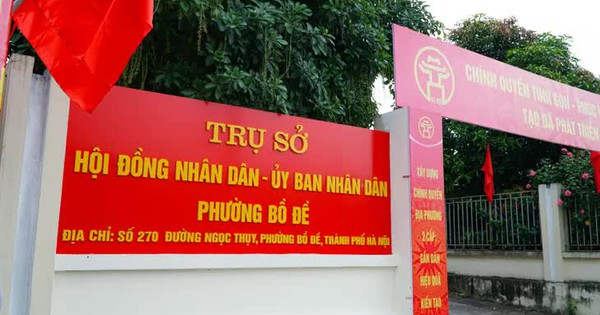 TRỤ SỞ
HỘI ĐỒNG NHÂN DÂN - ỦY BAN NHÂN DÂN
PHƯỜNG BỒ ĐỀ
ĐỊA CHỈ: SỐ 270 ĐƯỜNG NGỌC THỤY, PHƯỜNG BỒ ĐỀ, THÀNH PHỐ HÀ NỘI
CHÍNH QUYỀN TINH GỌN -
TẠO ĐÀ PHÁT TRIỂN
XÂY DỰNG
CHÍNH QUYỀN
ĐỊA PHƯƠNG
2 CẤP
GẦN DÂN
HIỆU QUẢ
KIẾN TẠO